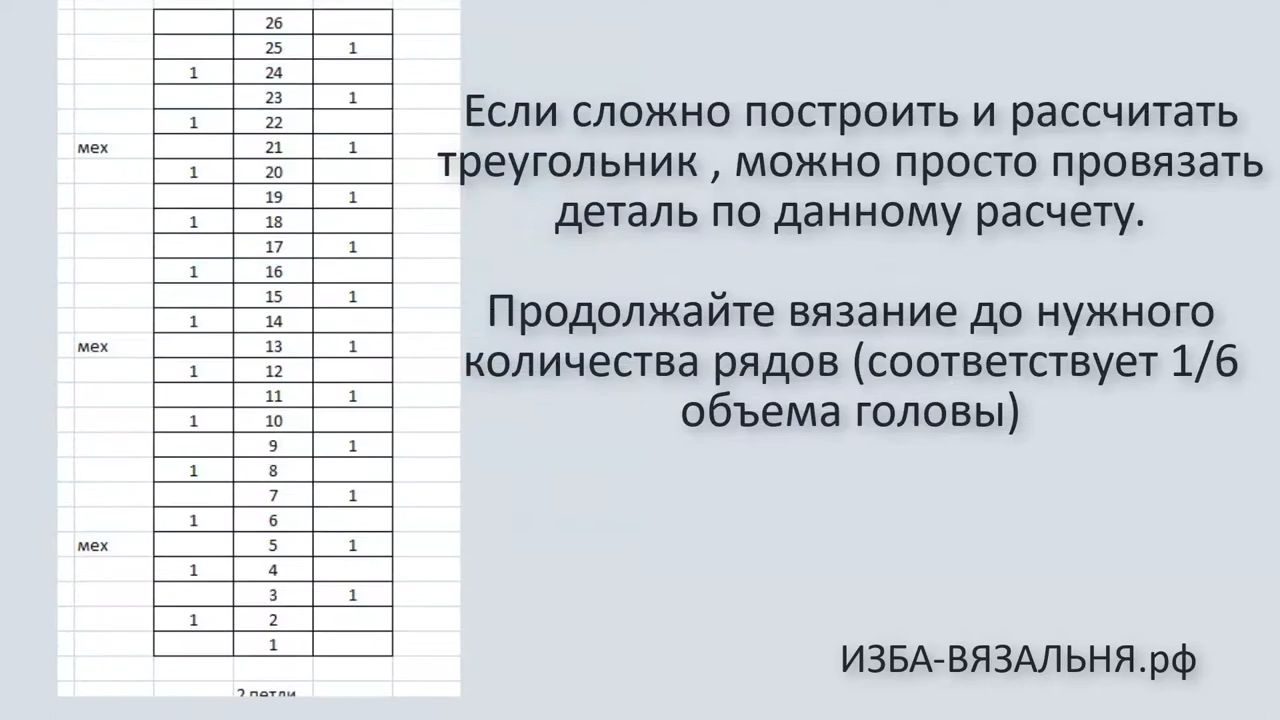 26
25 1
1 24
23 1
1 22
мех 21 1
1 20
19 1
1 18
17 1
1 16
15 1
1 14
мех 13 1
1 12
11 1
1 10
9 1
1 8
7 1
1 6
мех 5 1
1 4
3 1
1 2
1
2 петли
Если сложно построить и рассчитать
треугольник , можно просто провязать
деталь по данному расчету.
Продолжайте вязание до нужного
количества рядов (соответствует 1/6
объема головы)
ИЗБА-ВЯЗАЛЬНЯ.рф